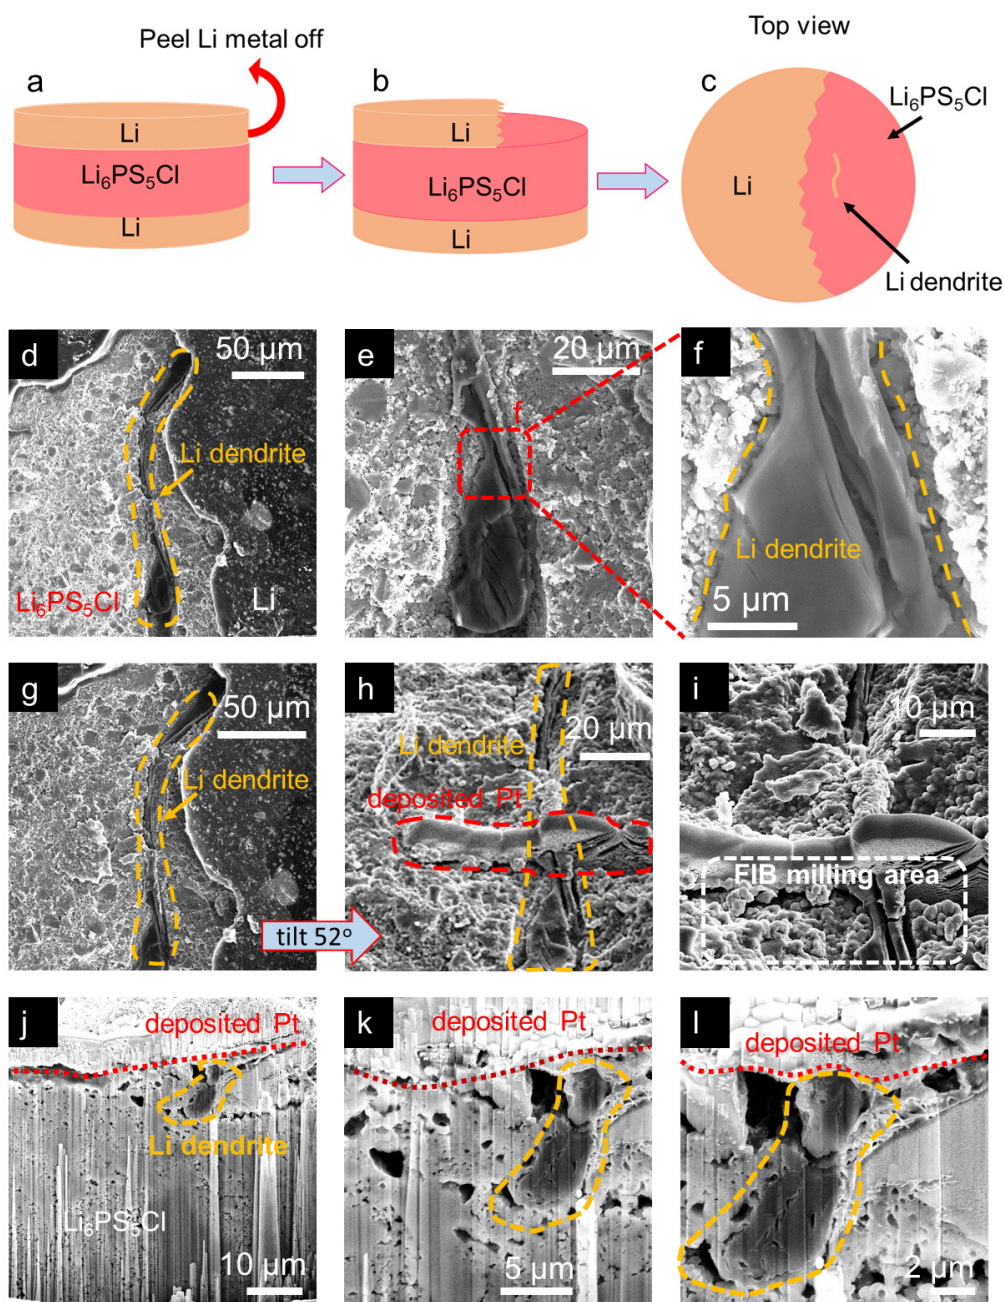 Top view
Peel Li metal off
a
b
c
Li
Li₆PS₅Cl
Li
Li
Li₆PS₅Cl
Li
Li₆PS₅Cl
Li
Li dendrite
d
50 µm
Li dendrite
Li₆PS₅Cl
Li
e
20 µm
f
f
Li dendrite
5 µm
g
50 µm
Li dendrite
tilt 52°
h
20 µm
Li dendrite
deposited Pt
i
10 µm
FIB milling area
j
deposited Pt
Li dendrite
Li₆PS₅Cl
10 µm
k
deposited Pt
5 µm
l
deposited Pt
2 µm